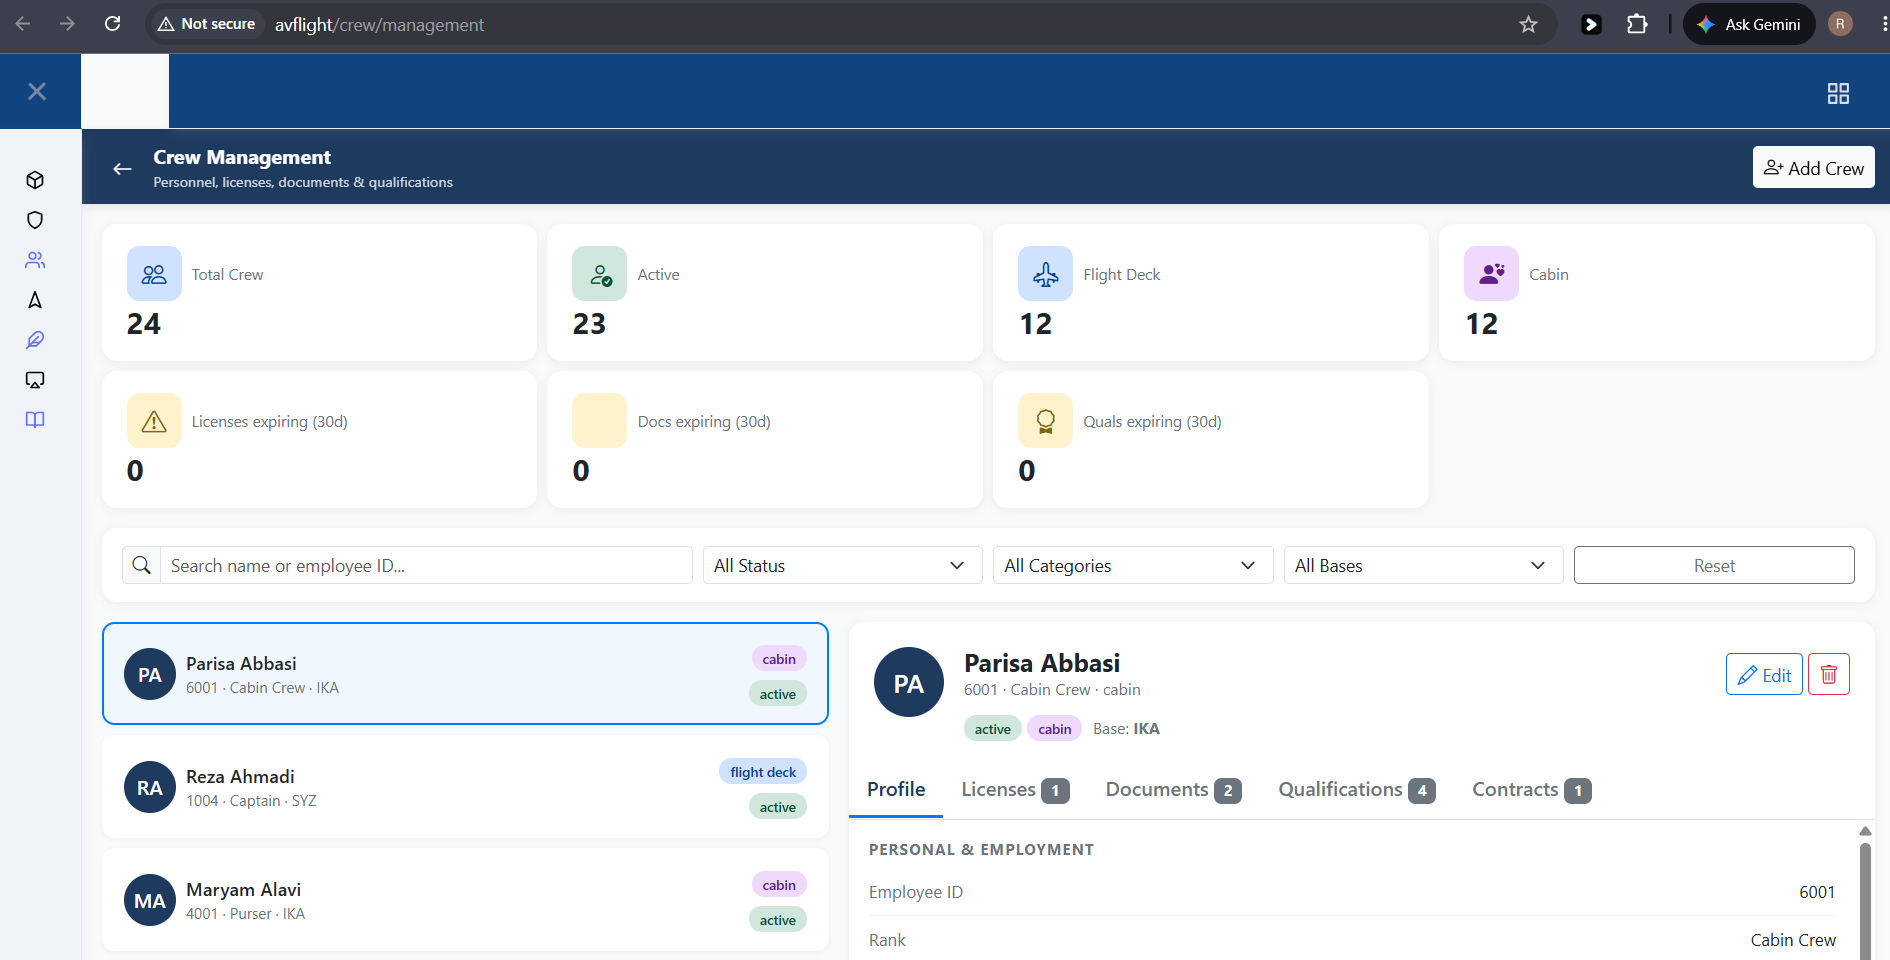 Not secure
avflight/crew/management
Ask Gemini
R
Crew Management
Personnel, licenses, documents & qualifications
Add Crew
Total Crew
24
Active
23
Flight Deck
12
Cabin
12
Licenses expiring (30d)
0
Docs expiring (30d)
0
Quals expiring (30d)
0
Search name or employee ID...
All Status
All Categories
All Bases
Reset
PA
Parisa Abbasi
6001 · Cabin Crew · IKA
cabin
active
RA
Reza Ahmadi
1004 · Captain · SYZ
flight deck
active
MA
Maryam Alavi
4001 · Purser · IKA
cabin
active
PA
Parisa Abbasi
6001 · Cabin Crew · cabin
active
cabin
Base: IKA
Edit
Profile
Licenses 1
Documents 2
Qualifications 4
Contracts 1
PERSONAL & EMPLOYMENT
Employee ID
6001
Rank
Cabin Crew